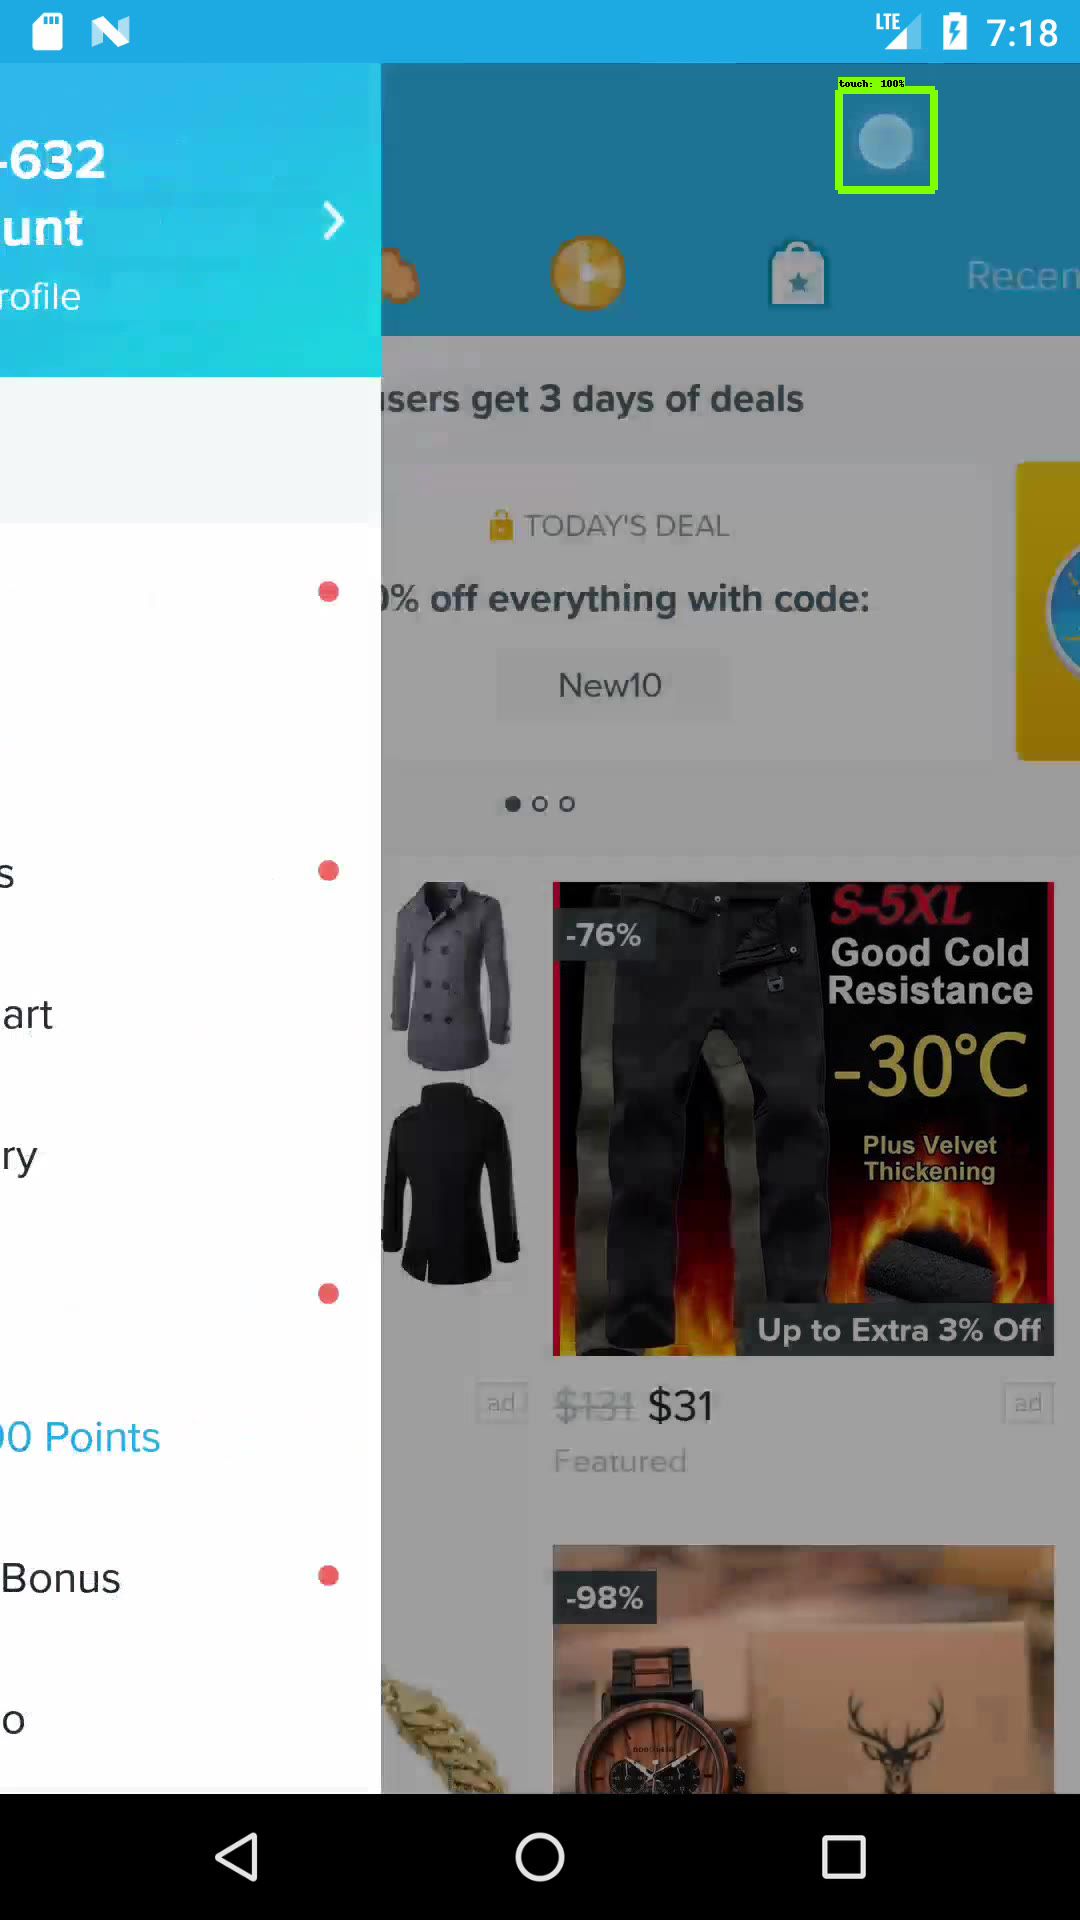 LTE 7:18
touch: 100%
-632
unt
rofile
Recen
users get 3 days of deals
TODAY'S DEAL
0% off everything with code:
New10
s
art
ry
00 Points
Bonus
o
-76%
S-5XL
Good Cold
Resistance
-30°C
Plus Velvet
Thickening
Up to Extra 3% Off
ad
$131 $31
ad
Featured
-98%